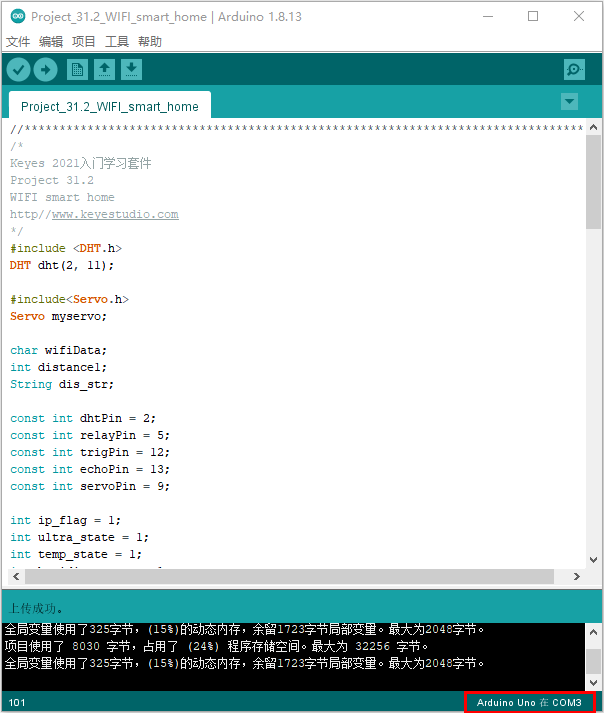 Project_31.2_WIFI_smart_home | Arduino 1.8.13
文件 编辑 项目 工具 帮助
Project_31.2_WIFI_smart_home
//********************************************************************************
/*
Keyes 2021入门学习套件
Project 31.2
WIFI smart home
http//www.keyestudio.com
*/
#include <DHT.h>
DHT dht(2, 11);
#include<Servo.h>
Servo myservo;
char wifiData;
int distance1;
String dis_str;
const int dhtPin = 2;
const int relayPin = 5;
const int trigPin = 12;
const int echoPin = 13;
const int servoPin = 9;
int ip_flag = 1;
int ultra_state = 1;
int temp_state = 1;
上传成功。
全局变量使用了325字节，(15%)的动态内存，余留1723字节局部变量。最大为2048字节。
项目使用了 8030 字节，占用了 (24%) 程序存储空间。最大为 32256 字节。
全局变量使用了325字节，(15%)的动态内存，余留1723字节局部变量。最大为2048字节。
101
Arduino Uno 在 COM3